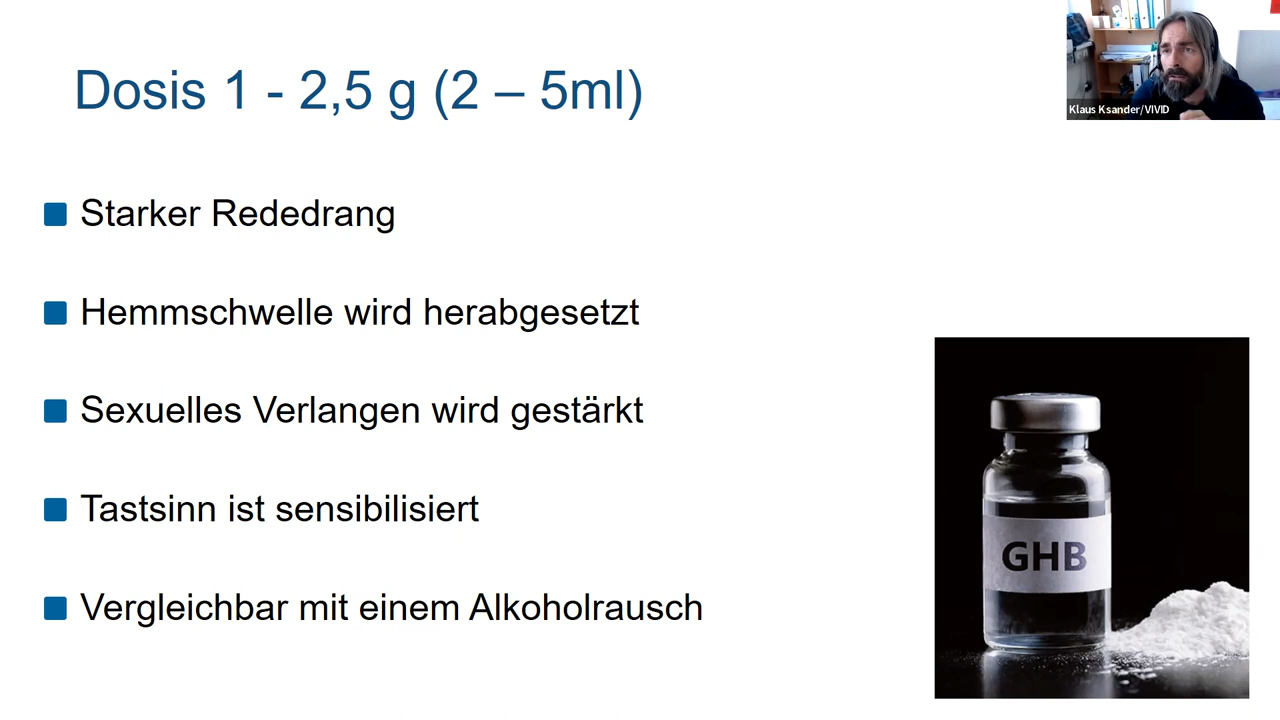 Dosis 1 - 2,5 g (2 – 5ml)
Klaus Ksander/VIVID
Starker Rededrang
Hemmschwelle wird herabgesetzt
Sexuelles Verlangen wird gestärkt
Tastsinn ist sensibilisiert
Vergleichbar mit einem Alkoholrausch
GHB